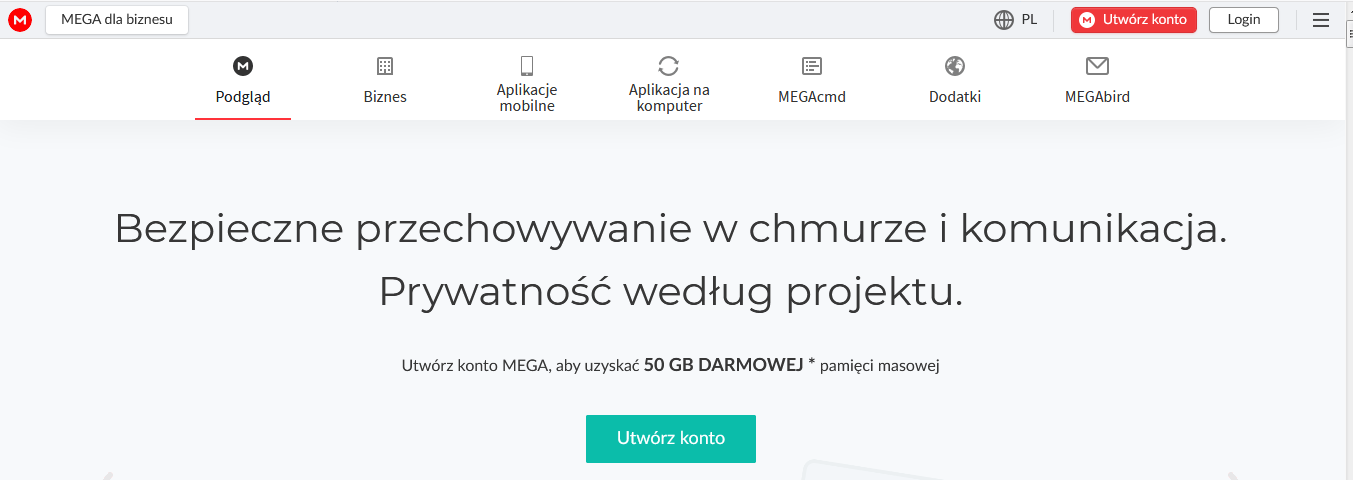 MEGA dla biznesu
PL
Utwórz konto
Login
Podgląd
Biznes
Aplikacje
mobilne
Aplikacja na
komputer
MEGAcmd
Dodatki
MEGAbird
Bezpieczne przechowywanie w chmurze i komunikacja.
Prywatność według projektu.
Utwórz konto MEGA, aby uzyskać 50 GB DARMOWEJ * pamięci masowej
Utwórz konto